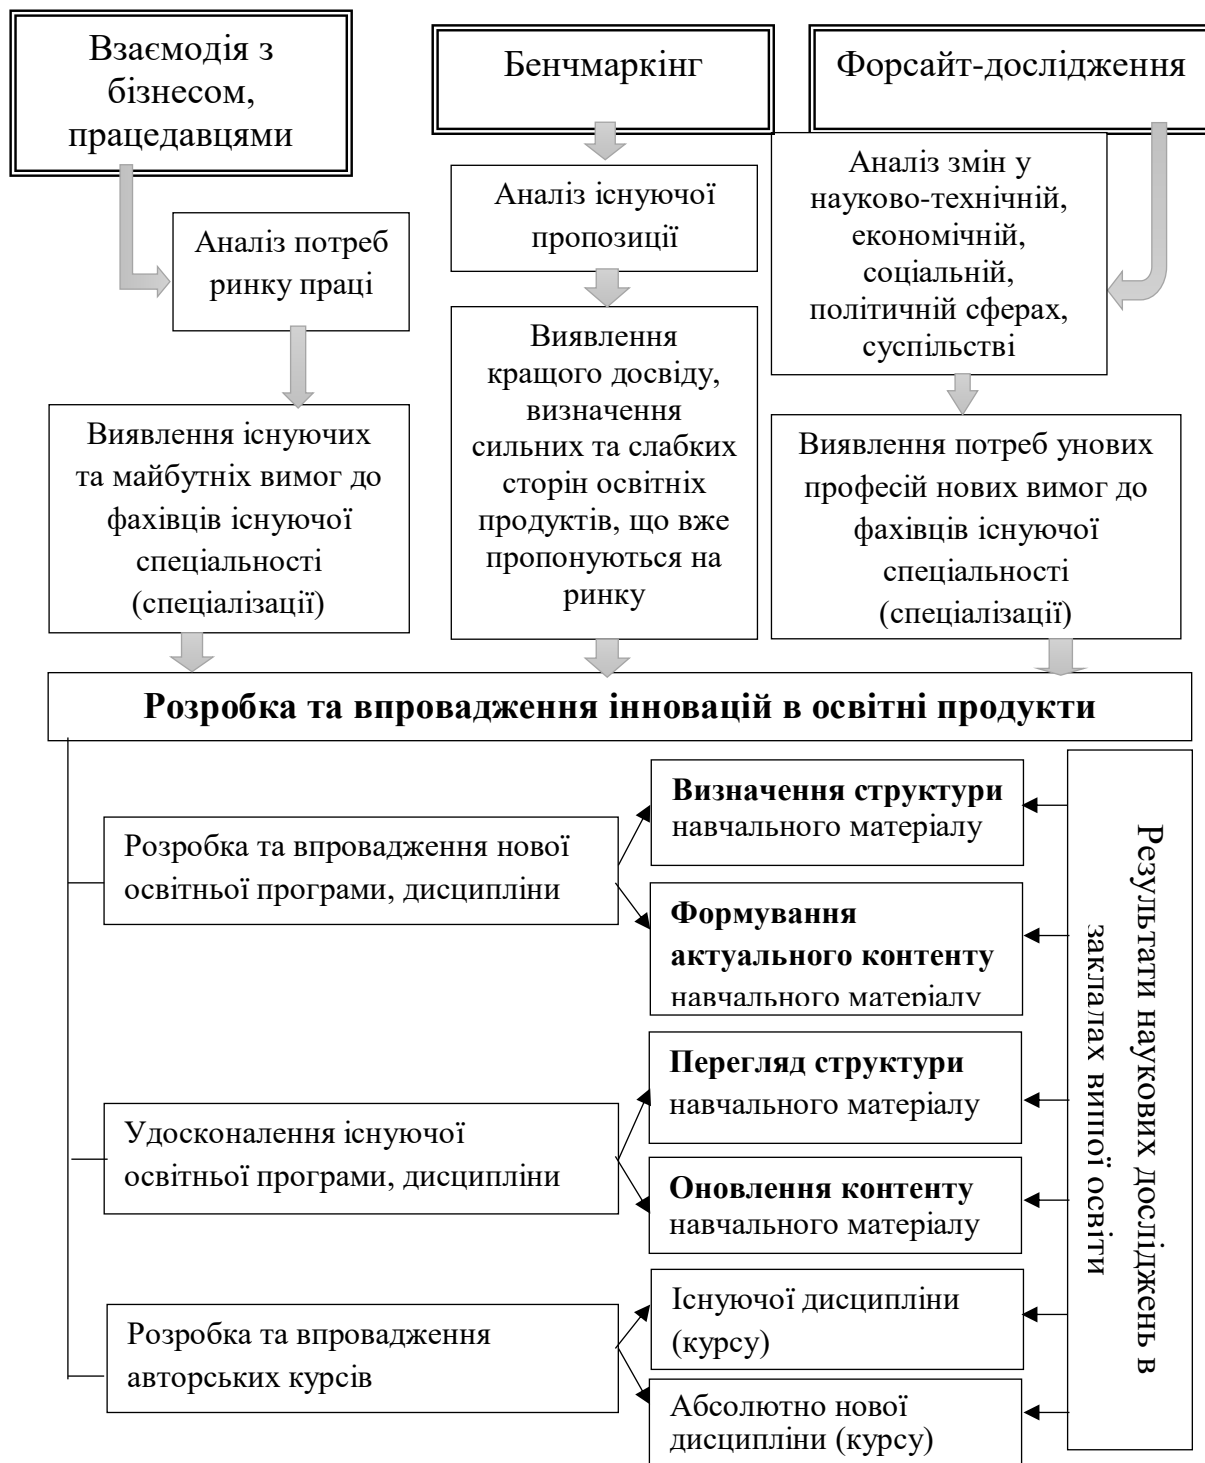 Взаємодія з
бізнесом,
працедавцями
Бенчмаркінг
Форсайт-дослідження
Аналіз потреб
ринку праці
Аналіз існуючої
пропозиції
Аналіз змін у
науково-технічній,
економічній,
соціальній,
політичній сферах,
суспільстві
Виявлення існуючих
та майбутніх вимог до
фахівців існуючої
спеціальності
(спеціалізації)
Виявлення
кращого досвіду,
визначення
сильних та слабких
сторін освітніх
продуктів, що вже
пропонуються на
ринку
Виявлення потреб унових
професій нових вимог до
фахівців існуючої
спеціальності
(спеціалізації)
Розробка та впровадження інновацій в освітні продукти
Розробка та впровадження нової
освітньої програми, дисципліни
Визначення структури
навчального матеріалу
Формування
актуального контенту
навчального матеріалу
Удосконалення існуючої
освітньої програми, дисципліни
Перегляд структури
навчального матеріалу
Оновлення контенту
навчального матеріалу
Розробка та впровадження
авторських курсів
Існуючої дисципліни
(курсу)
Абсолютно нової
дисципліни (курсу)
Результати наукових досліджень в
закладах вищої освіти